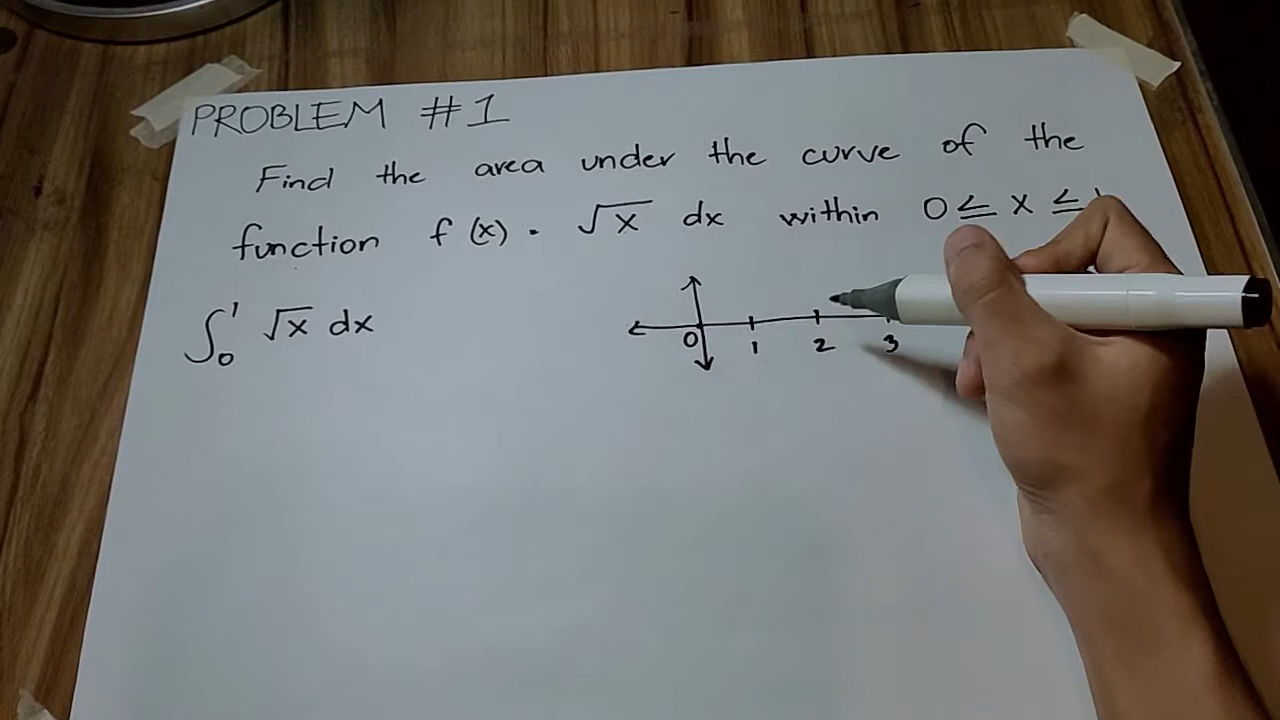 PROBLEM #1
Find the area under the curve of the
function f(x) . √x dx within 0 ≤ x ≤ 1
∫₀¹ √x dx
0 1 2 3